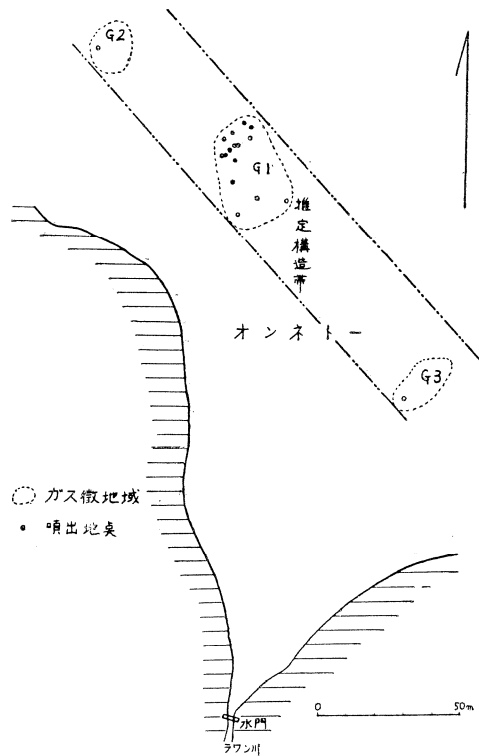 G2
G1
推定構造帯
オンネトー
G3
ガス徴地域
噴出地点
0 50m
水門
ラワン川